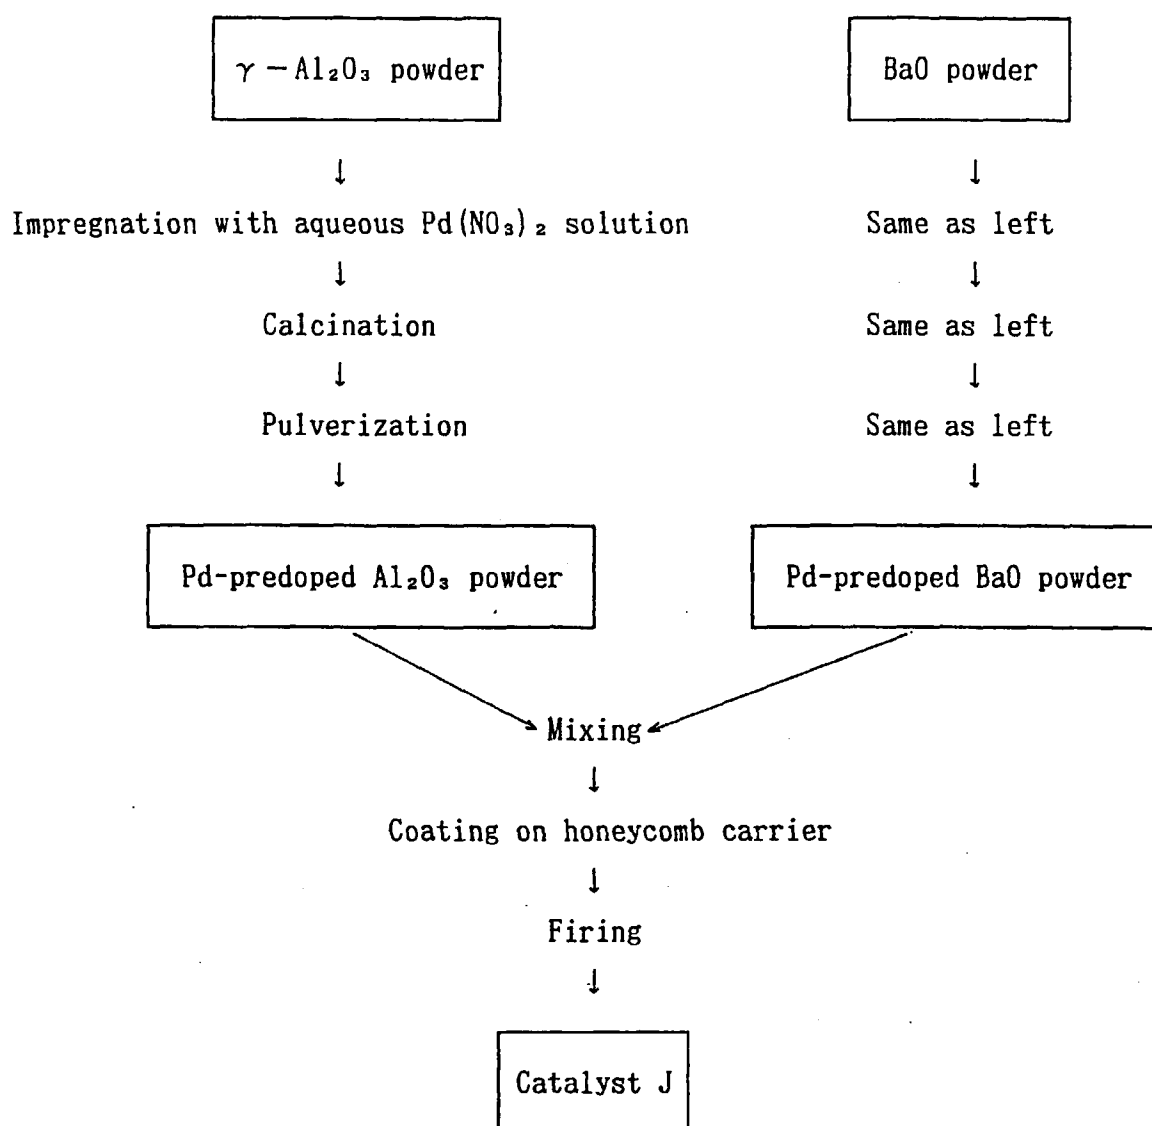 γ－Al₂O₃ powder BaO powder
↓ ↓
Impregnation with aqueous Pd(NO₃)₂ solution Same as left
↓ ↓
Calcination Same as left
↓ ↓
Pulverization Same as left
↓ ↓
Pd-predoped Al₂O₃ powder Pd-predoped BaO powder
Mixing
↓
Coating on honeycomb carrier
↓
Firing
↓
Catalyst J